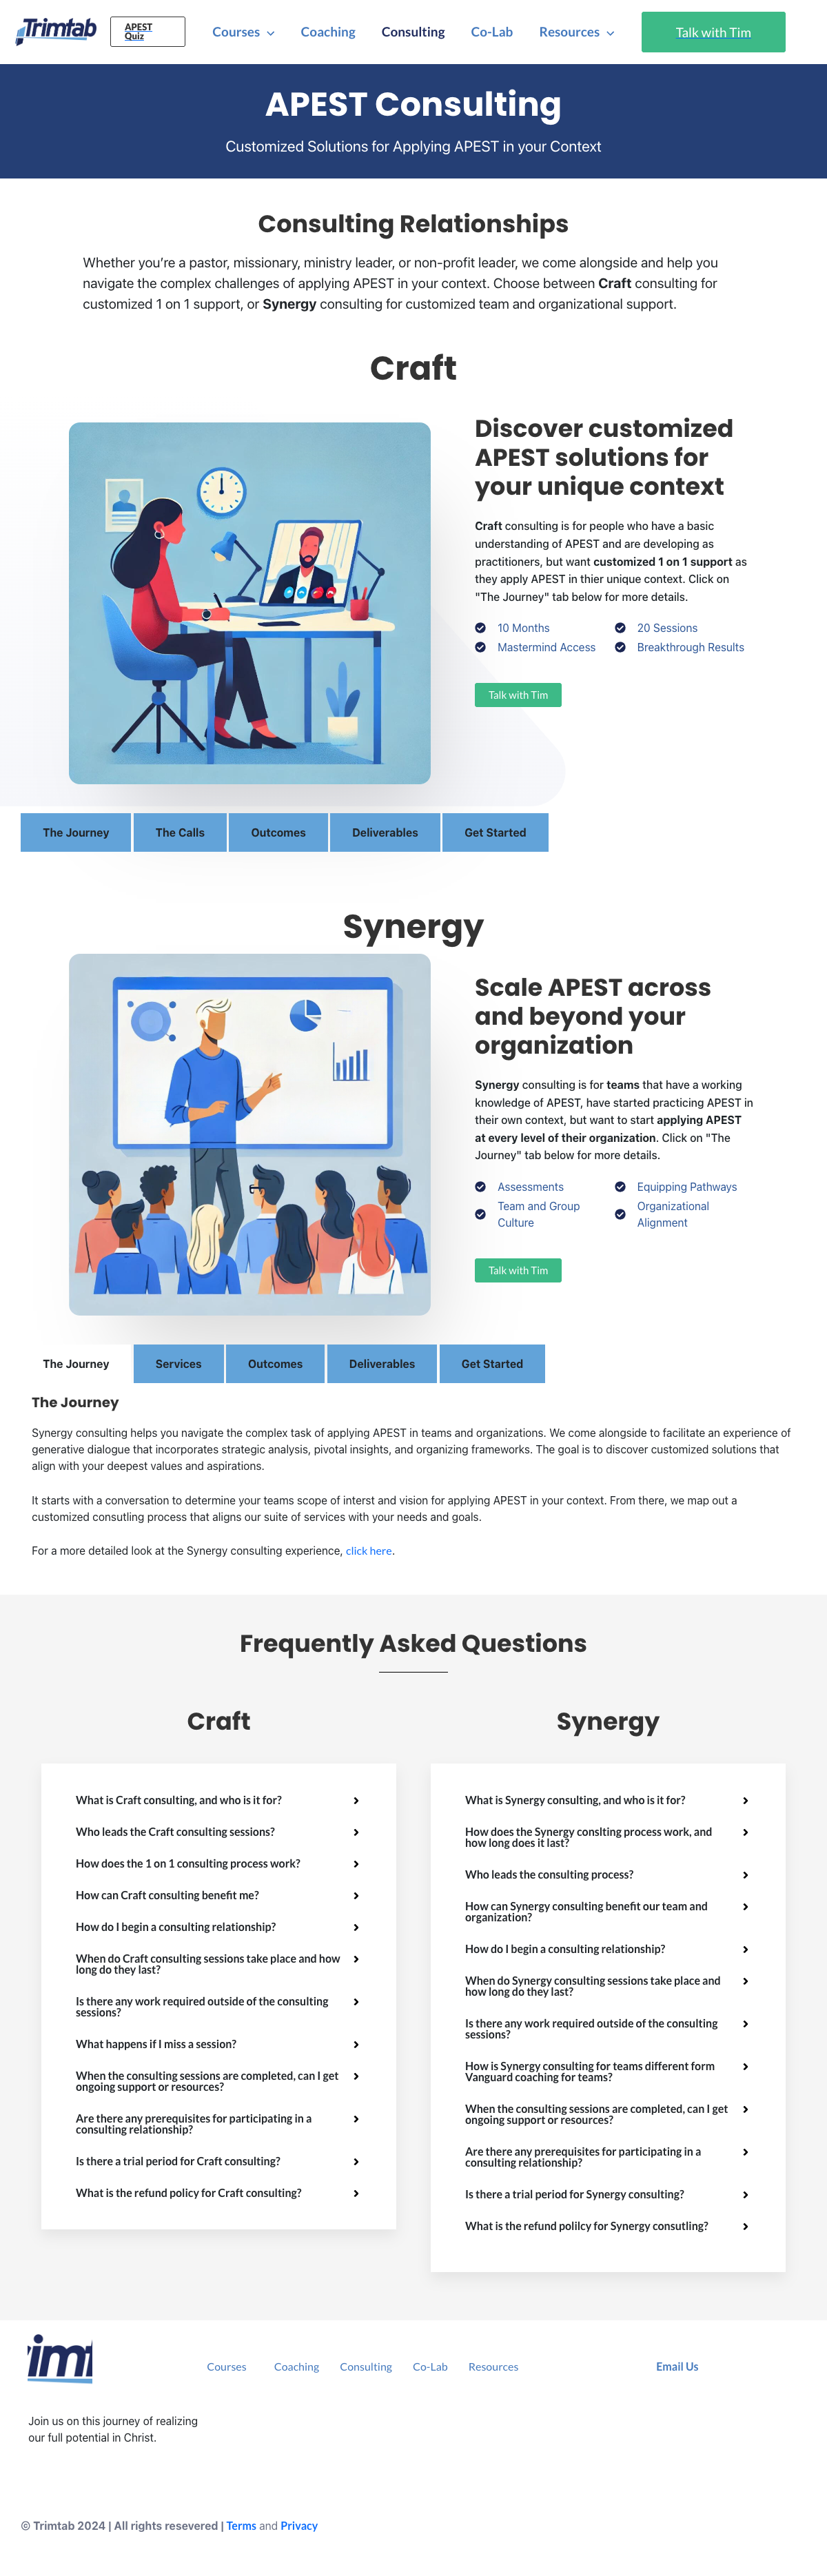 Trimtab
APEST
Quiz
Courses
Coaching
Consulting
Co-Lab
Resources
Talk with Tim
APEST Consulting
Customized Solutions for Applying APEST in your Context
Consulting Relationships
Whether you’re a pastor, missionary, ministry leader, or non-profit leader, we come alongside and help you
navigate the complex challenges of applying APEST in your context. Choose between Craft consulting for
customized 1 on 1 support, or Synergy consulting for customized team and organizational support.
Craft
Discover customized
APEST solutions for
your unique context
Craft consulting is for people who have a basic
understanding of APEST and are developing as
practitioners, but want customized 1 on 1 support as
they apply APEST in thier unique context. Click on
"The Journey" tab below for more details.
10 Months
20 Sessions
Mastermind Access
Breakthrough Results
Talk with Tim
The Journey
The Calls
Outcomes
Deliverables
Get Started
Synergy
Scale APEST across
and beyond your
organization
Synergy consulting is for teams that have a working
knowledge of APEST, have started practicing APEST in
their own context, but want to start applying APEST
at every level of their organization. Click on "The
Journey" tab below for more details.
Assessments
Equipping Pathways
Team and Group
Culture
Organizational
Alignment
Talk with Tim
The Journey
Services
Outcomes
Deliverables
Get Started
The Journey
Synergy consulting helps you navigate the complex task of applying APEST in teams and organizations. We come alongside to facilitate an experience of
generative dialogue that incorporates strategic analysis, pivotal insights, and organizing frameworks. The goal is to discover customized solutions that
align with your deepest values and aspirations.
It starts with a conversation to determine your teams scope of interst and vision for applying APEST in your context. From there, we map out a
customized consutling process that aligns our suite of services with your needs and goals.
For a more detailed look at the Synergy consulting experience, click here.
Frequently Asked Questions
Craft
What is Craft consulting, and who is it for?
Who leads the Craft consulting sessions?
How does the 1 on 1 consulting process work?
How can Craft consulting benefit me?
How do I begin a consulting relationship?
When do Craft consulting sessions take place and how
long do they last?
Is there any work required outside of the consulting
sessions?
What happens if I miss a session?
When the consulting sessions are completed, can I get
ongoing support or resources?
Are there any prerequisites for participating in a
consulting relationship?
Is there a trial period for Craft consulting?
What is the refund policy for Craft consulting?
Synergy
What is Synergy consulting, and who is it for?
How does the Synergy conslting process work, and
how long does it last?
Who leads the consulting process?
How can Synergy consulting benefit our team and
organization?
How do I begin a consulting relationship?
When do Synergy consulting sessions take place and
how long do they last?
Is there any work required outside of the consulting
sessions?
How is Synergy consulting for teams different form
Vanguard coaching for teams?
When the consulting sessions are completed, can I get
ongoing support or resources?
Are there any prerequisites for participating in a
consulting relationship?
Is there a trial period for Synergy consulting?
What is the refund polilcy for Synergy consutling?
Courses
Coaching
Consulting
Co-Lab
Resources
Email Us
Join us on this journey of realizing
our full potential in Christ.
© Trimtab 2024 | All rights resevered | Terms and Privacy